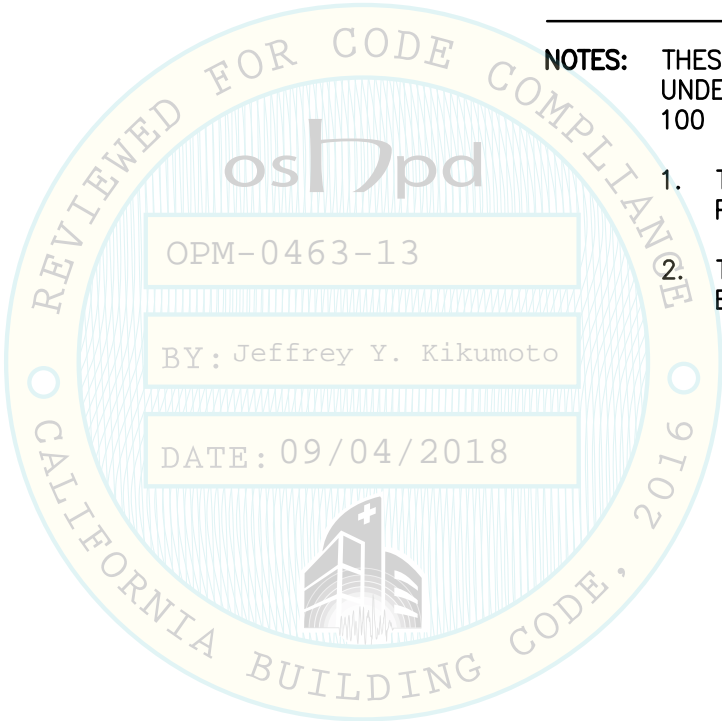 REVIEWED FOR CODE COMPLIANCE
oshpd
OPM-0463-13
BY: Jeffrey Y. Kikumoto
DATE: 09/04/2018
CALIFORNIA BUILDING CODE, 2016
NOTES: THES
UNDE
100
1. T
2. T